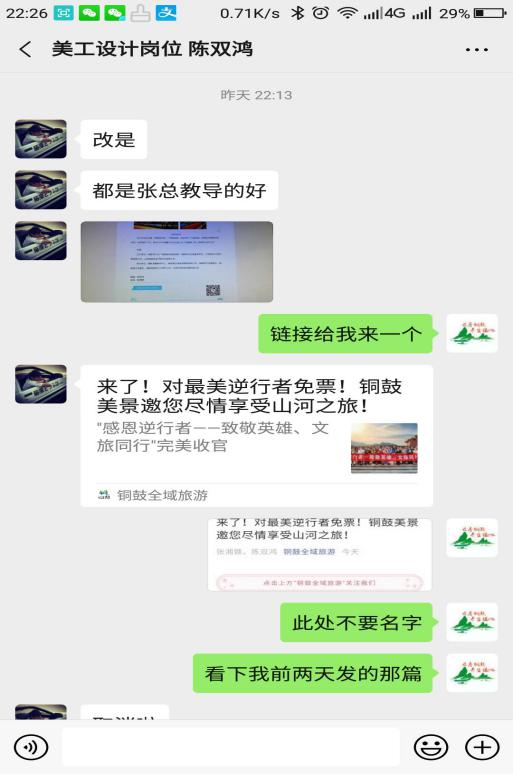 22:26 0.71K/s 4G 29%
美工设计岗位 陈双鸿
昨天 22:13
改是
都是张总教导的好
链接给我来一个
来了！对最美逆行者免票！铜鼓
美景邀您尽情享受山河之旅！
"感恩逆行者——致敬英雄、文
旅同行"完美收官
铜鼓全域旅游
来了！对最美逆行者免票！铜鼓美景
邀您尽情享受山河之旅！
陈双鸿 铜鼓全域旅游 今天
点击上方"铜鼓全域旅游"关注我们
此处不要名字
看下我前两天发的那篇